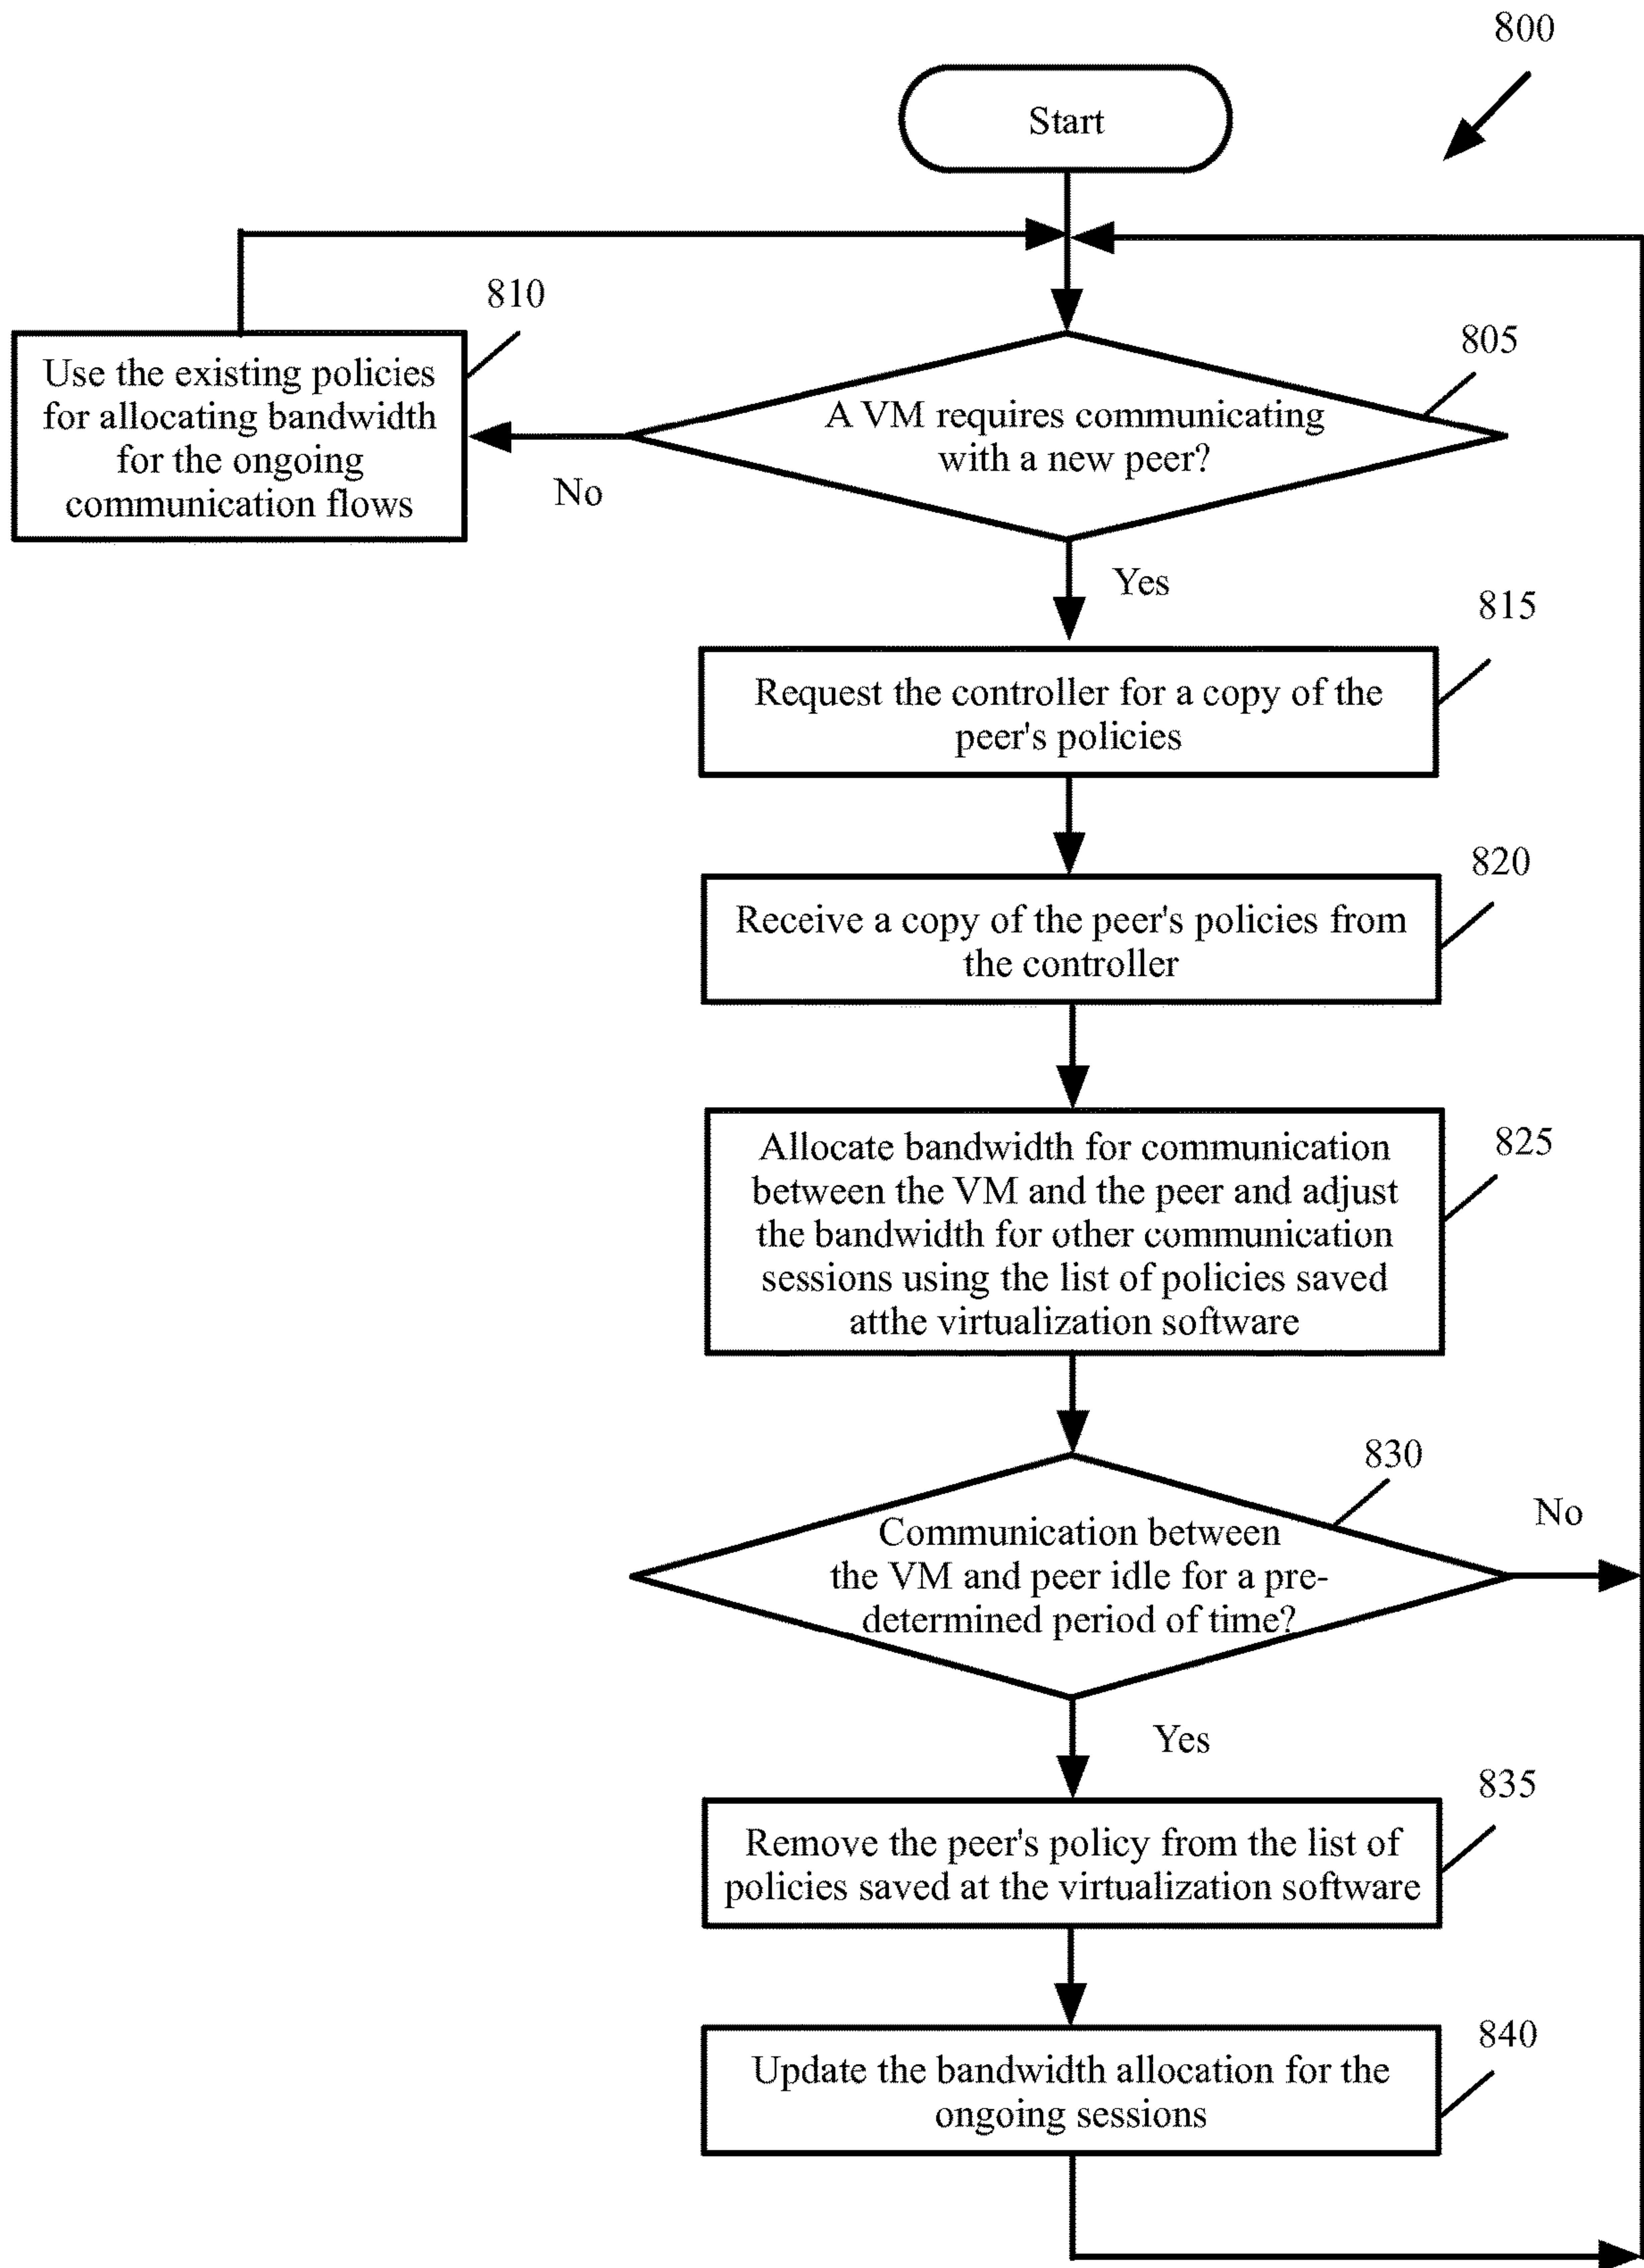 800
Start
810
Use the existing policies
for allocating bandwidth
for the ongoing
communication flows
805
A VM requires communicating
with a new peer?
No
Yes
815
Request the controller for a copy of the
peer's policies
820
Receive a copy of the peer's policies from
the controller
825
Allocate bandwidth for communication
between the VM and the peer and adjust
the bandwidth for other communication
sessions using the list of policies saved
atthe virtualization software
830
Communication between
the VM and peer idle for a pre-
determined period of time?
No
Yes
835
Remove the peer's policy from the list of
policies saved at the virtualization software
840
Update the bandwidth allocation for the
ongoing sessions